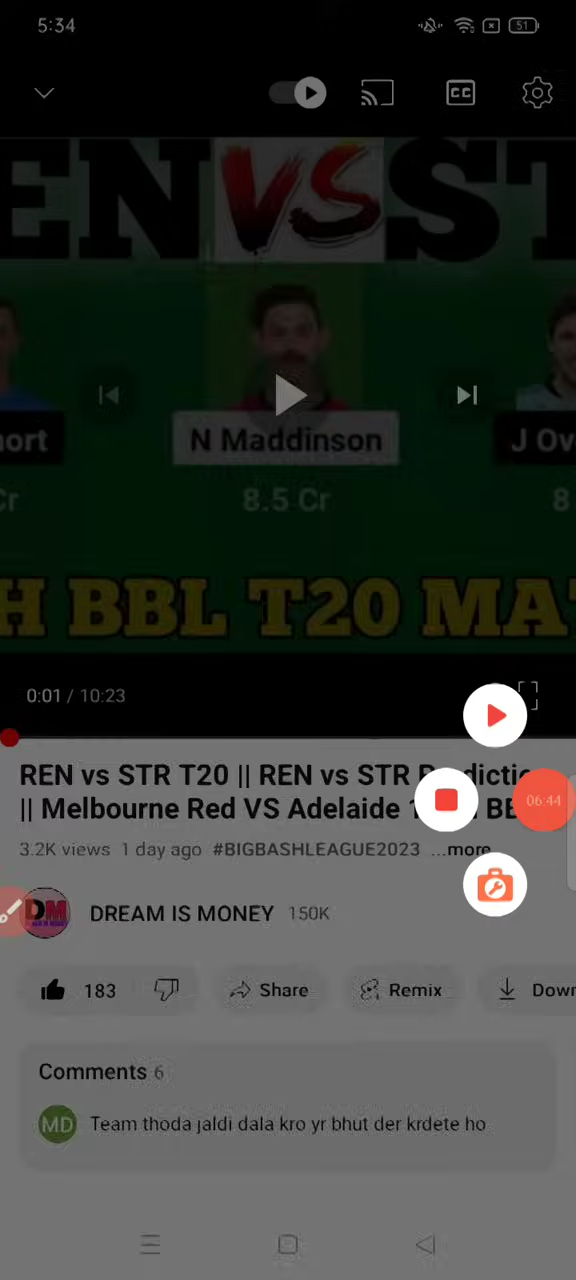 5:34
51
CC
EN VS ST
ort
N Maddinson
J Ov
Cr
8.5 Cr
8
H BBL T20 MA
0:01 / 10:23
REN vs STR T20 || REN vs STR
|| Melbourne Red VS Adelaide
06:44
3.2K views 1 day ago #BIGBASHLEAGUE2023 ...more
DM
DREAM IS MONEY 150K
183
Share
Remix
Down
Comments 6
MD
Team thoda jaldi dala kro yr bhut der krdete ho